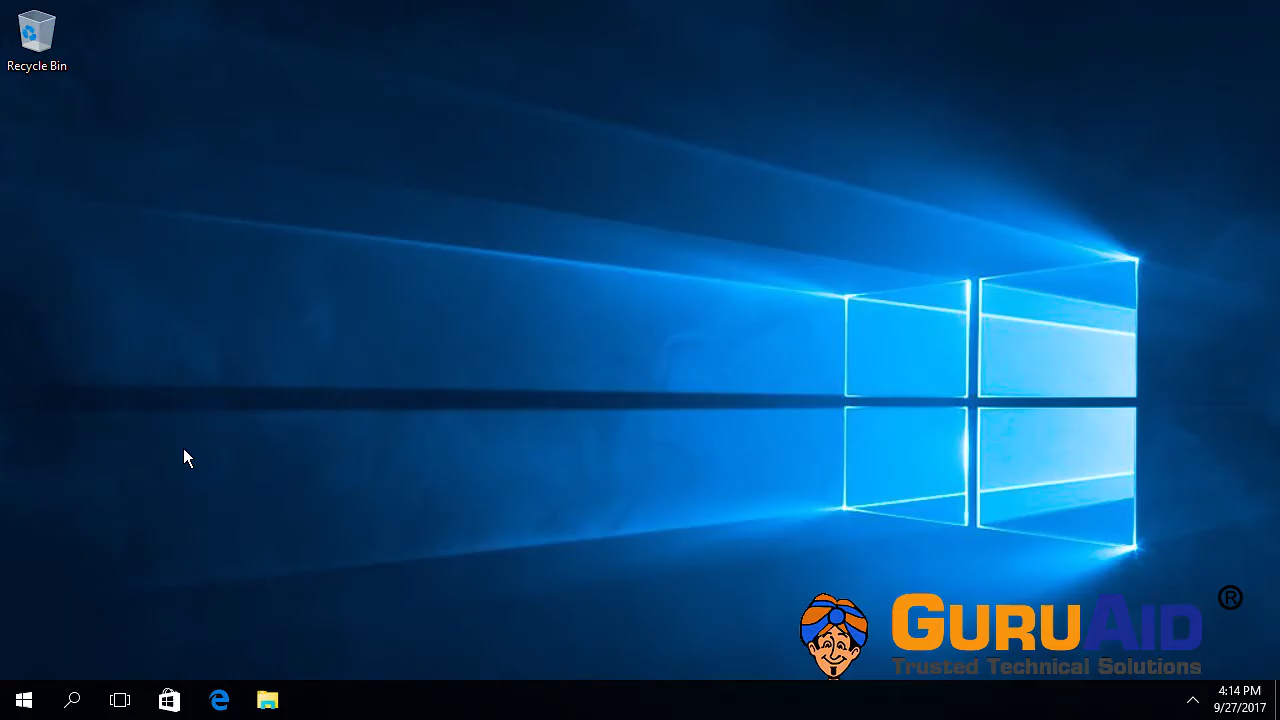 Recycle Bin
GURUAID ®
Trusted Technical Solutions
4:14 PM
9/27/2017